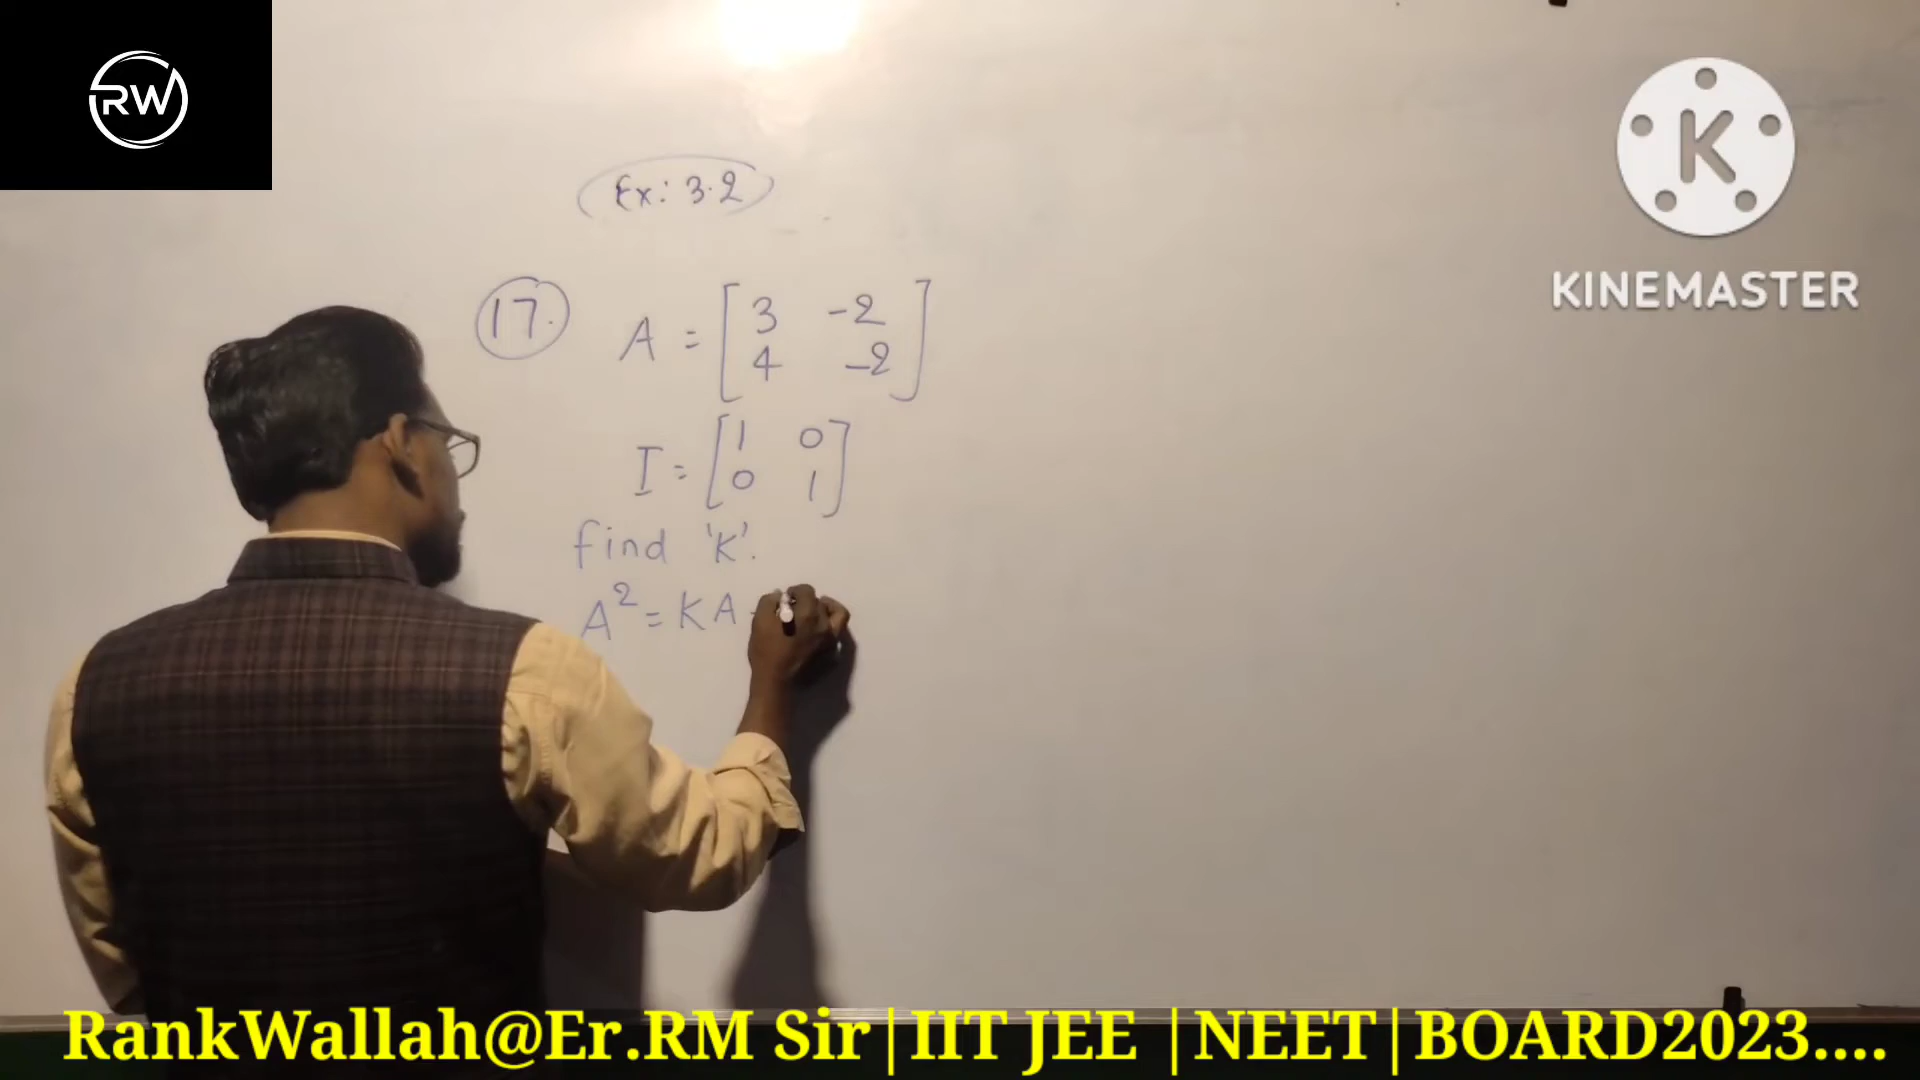 RW
K
KINEMASTER
Ex: 3.2
17.
A = [3 -2
4 -2]
I = [1 0
0 1]
find 'K'.
A² = KA -
RankWallah@Er.RM Sir|IIT JEE |NEET|BOARD2023....